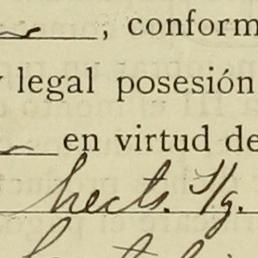 , conform
legal posesión
en virtud de
hects.